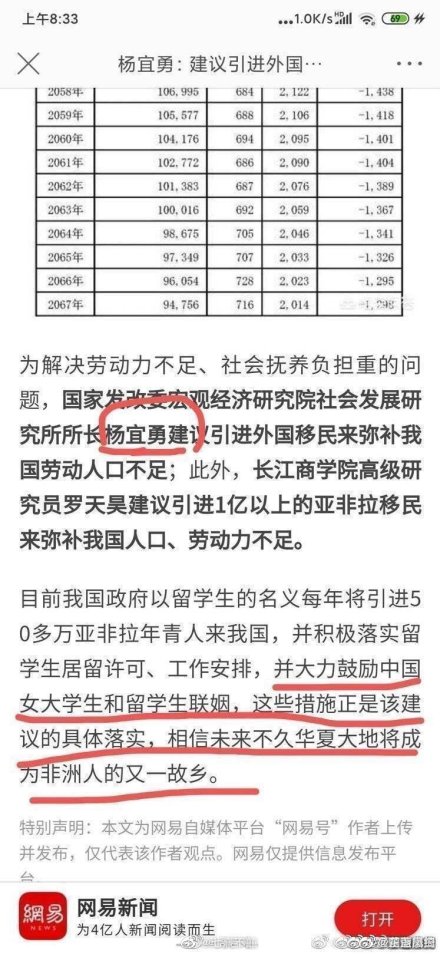 上午8:33
...1.0K/s HD 69
杨宜勇: 建议引进外国…
2058年 106,995 684 2,122 -1,438
2059年 105,577 688 2,106 -1,418
2060年 104,176 694 2,095 -1,401
2061年 102,772 686 2,090 -1,404
2062年 101,383 687 2,076 -1,389
2063年 100,016 692 2,059 -1,367
2064年 98,675 705 2,046 -1,341
2065年 97,349 707 2,033 -1,326
2066年 96,054 728 2,023 -1,295
2067年 94,756 716 2,014 -1,298
为解决劳动力不足、社会抚养负担重的问
题，国家发改委宏观经济研究院社会发展研
究所所长杨宜勇建议引进外国移民来弥补我
国劳动人口不足；此外，长江商学院高级研
究员罗天昊建议引进1亿以上的亚非拉移民
来弥补我国人口、劳动力不足。
目前我国政府以留学生的名义每年将引进5
0多万亚非拉年青人来我国，并积极落实留
学生居留许可、工作安排，并大力鼓励中国
女大学生和留学生联姻，这些措施正是该建
议的具体落实，相信未来不久华夏大地将成
为非洲人的又一故乡。
特别声明：本文为网易自媒体平台“网易号”作者上传
并发布，仅代表该作者观点。网易仅提供信息发布平
台。
網易
NEWS
网易新闻
为4亿人新闻阅读而生
打开